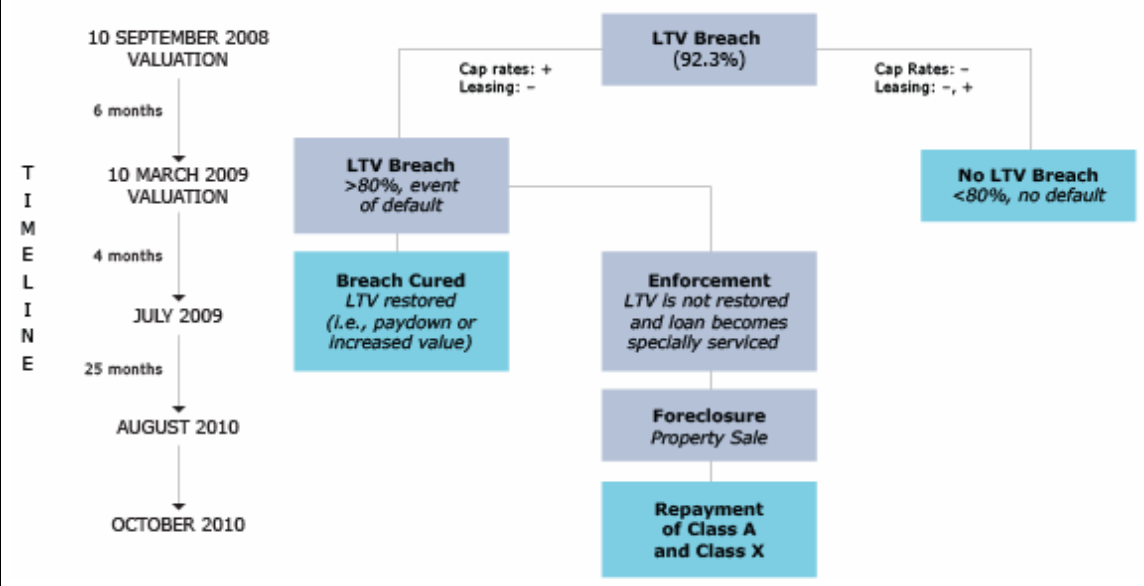 10 SEPTEMBER 2008
VALUATION
6 months
10 MARCH 2009
VALUATION
4 months
JULY 2009
25 months
AUGUST 2010
OCTOBER 2010
T
I
M
E
L
I
N
E
LTV Breach
(92.3%)
Cap rates: +
Leasing: –
Cap Rates: –
Leasing: –, +
LTV Breach
>80%, event
of default
No LTV Breach
<80%, no default
Breach Cured
LTV restored
(i.e., paydown or
increased value)
Enforcement
LTV is not restored
and loan becomes
specially serviced
Foreclosure
Property Sale
Repayment
of Class A
and Class X